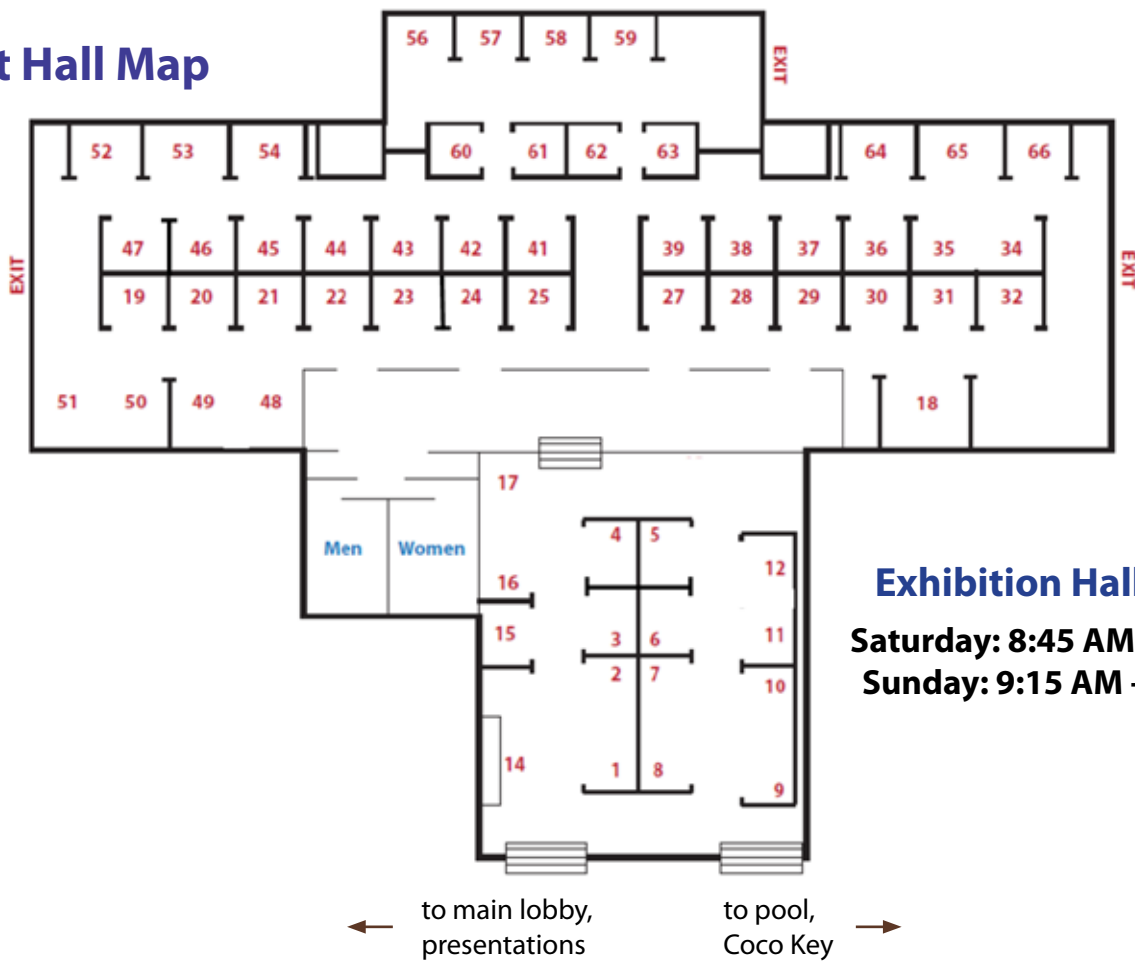 t Hall Map
56 57 58 59
EXIT
52 53 54 60 61 62 63 64 65 66
47 46 45 44 43 42 41 39 38 37 36 35 34
EXIT
EXIT
19 20 21 22 23 24 25 27 28 29 30 31 32
51 50 49 48 18
17
4 5
Men Women
12
16
15
3 6
11
2 7
10
14
1 8
9
Exhibition Hall
Saturday: 8:45 AM
Sunday: 9:15 AM -
to main lobby,
presentations
to pool,
Coco Key